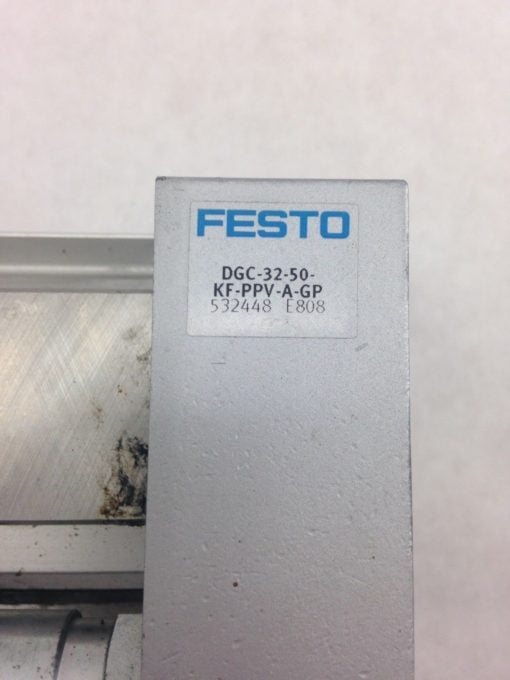 FESTO
DGC-32-50-
KF-PPV-A-GP
532448 E808